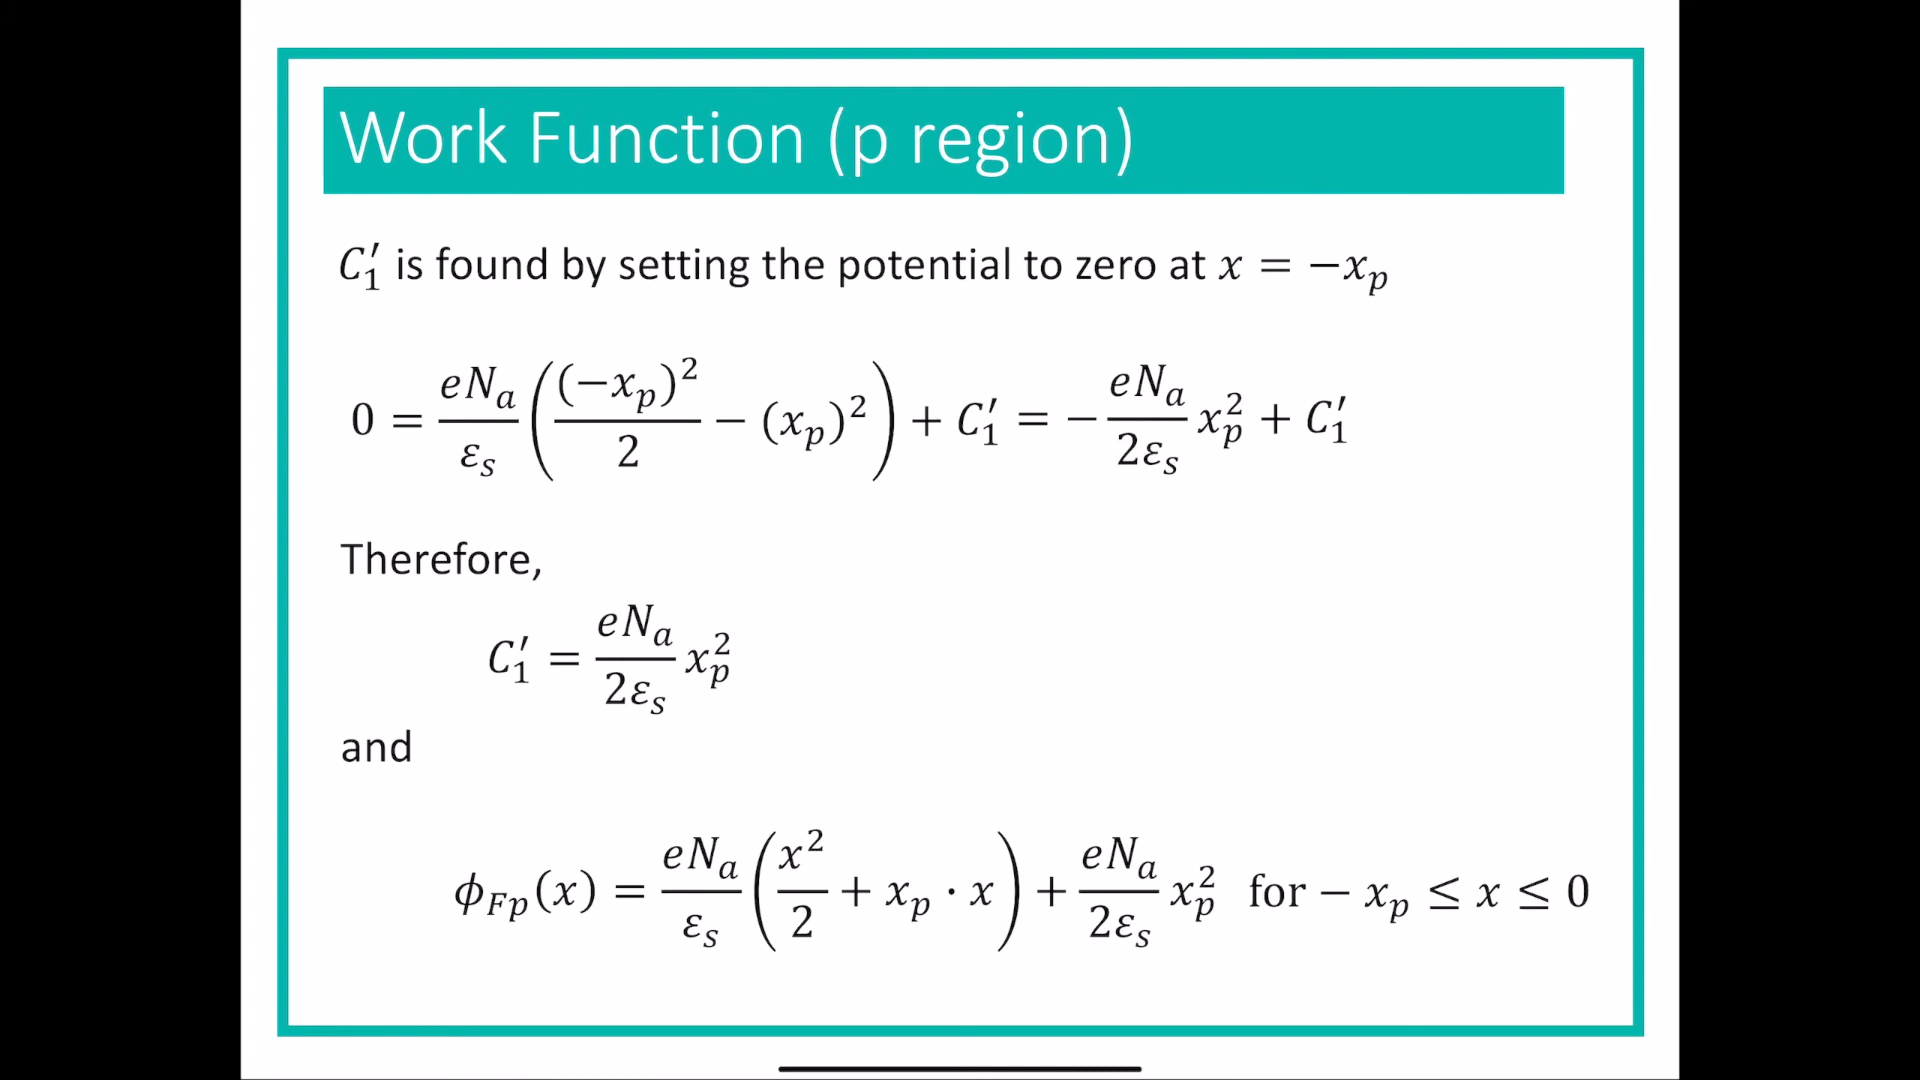 Work Function (p region)
C₁′ is found by setting the potential to zero at x = −xₚ
0 = eNₐ/εₛ ((−xₚ)²/2 − (xₚ)²) + C₁′ = − eNₐ/2εₛ xₚ² + C₁′
Therefore,
C₁′ = eNₐ/2εₛ xₚ²
and
ϕ_Fp(x) = eNₐ/εₛ (x²/2 + xₚ · x) + eNₐ/2εₛ xₚ² for − xₚ ≤ x ≤ 0